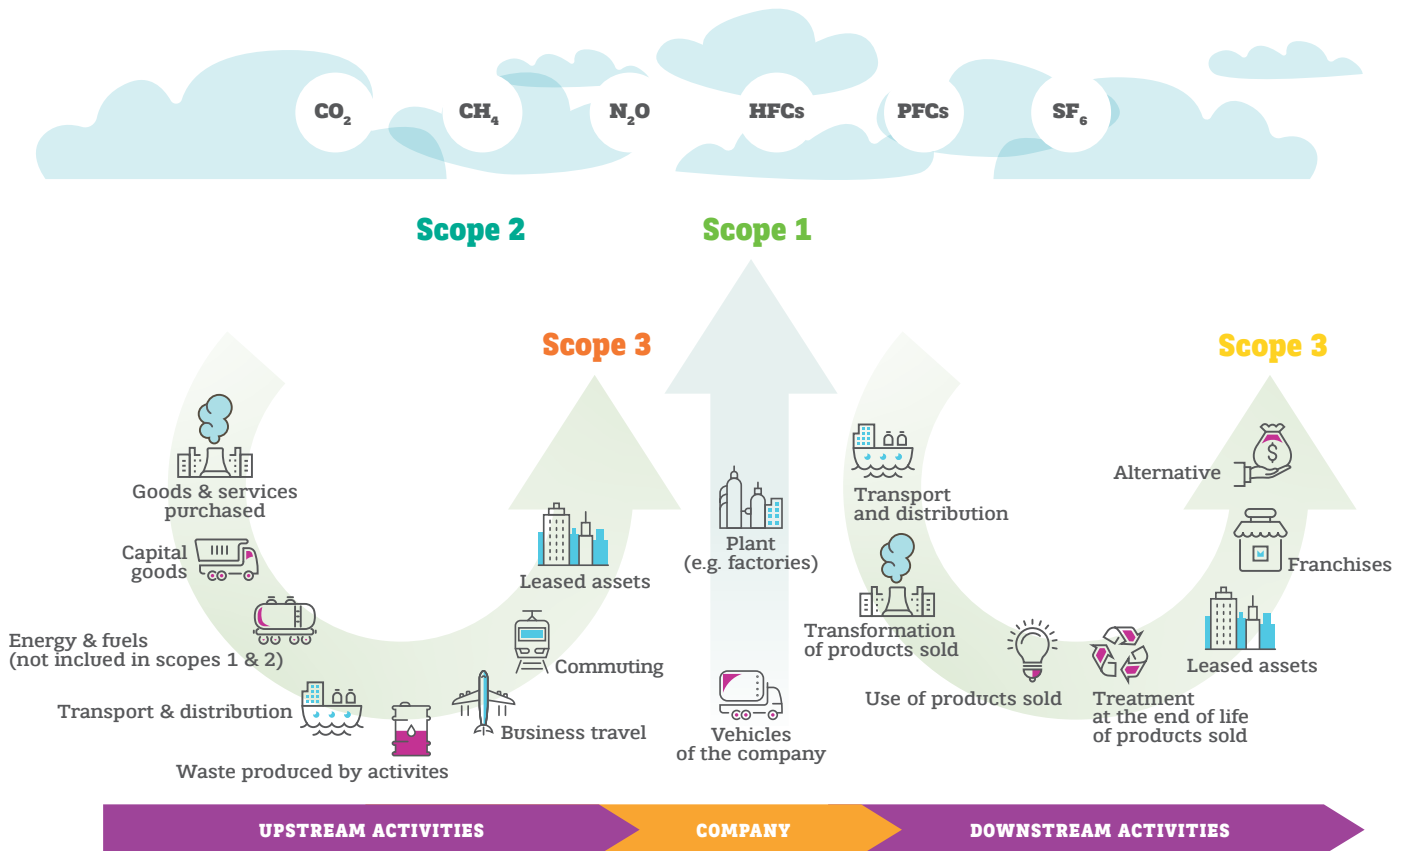 CO₂
CH₄
N₂O
HFCs
PFCs
SF₆
Scope 2
Scope 1
Scope 3
Scope 3
Goods & services
purchased
Capital
goods
Energy & fuels
(not inclued in scopes 1 & 2)
Transport & distribution
Waste produced by activites
Business travel
Commuting
Leased assets
Plant
(e.g. factories)
Vehicles
of the company
Transport
and distribution
Transformation
of products sold
Use of products sold
Treatment
at the end of life
of products sold
Leased assets
Franchises
Alternative
$
UPSTREAM ACTIVITIES
COMPANY
DOWNSTREAM ACTIVITIES